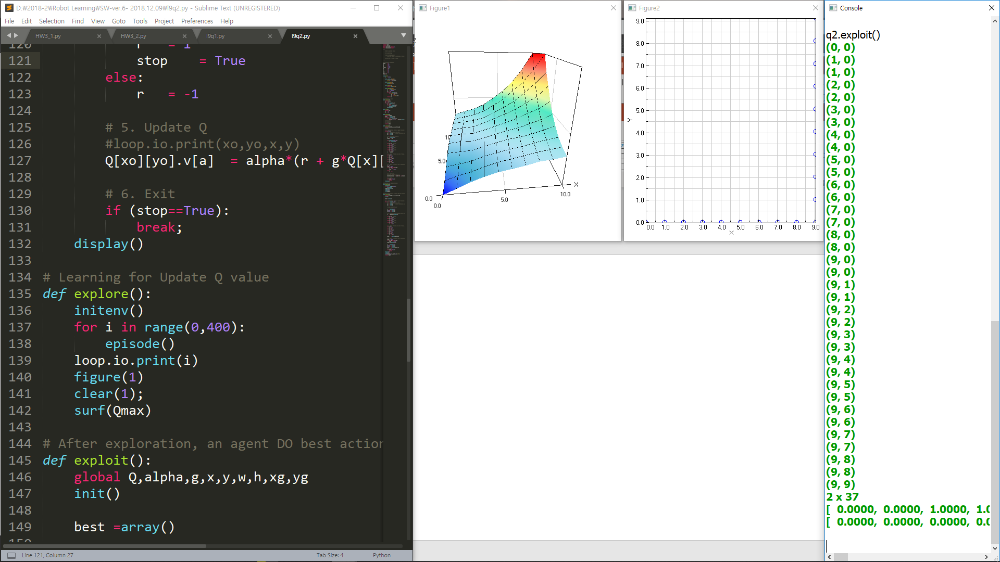 D:₩2018-2₩Robot Learning₩SW-ver.6- 2018.12.09₩l9q2.py - Sublime Text (UNREGISTERED)
File Edit Selection Find View Goto Tools Project Preferences Help
HW3_1.py HW3_2.py l9q1.py l9q2.py
121 stop = True
122 else:
123 r = -1
124
125 # 5. Update Q
126 #loop.io.print(xo,yo,x,y)
127 Q[xo][yo].v[a] = alpha*(r + g*Q[x][
128
129 # 6. Exit
130 if (stop==True):
131 break;
132 display()
133
134 # Learning for Update Q value
135 def explore():
136 initenv()
137 for i in range(0,400):
138 episode()
139 loop.io.print(i)
140 figure(1)
141 clear(1);
142 surf(Qmax)
143
144 # After exploration, an agent DO best action
145 def exploit():
146 global Q,alpha,g,x,y,w,h,xg,yg
147 init()
148
149 best =array()
Line 121, Column 27 Tab Size: 4 Python
Figure1
10
5.0
0.0
0.0
5.0
10.0
X
Figure2
9.0
8.0
7.0
6.0
Y
5.0
4.0
3.0
2.0
1.0
0.0
0.0 1.0 2.0 3.0 4.0 5.0 6.0 7.0 8.0 9.0
X
Console
q2.exploit()
(0, 0)
(1, 0)
(1, 0)
(2, 0)
(2, 0)
(3, 0)
(3, 0)
(4, 0)
(4, 0)
(5, 0)
(5, 0)
(6, 0)
(6, 0)
(7, 0)
(7, 0)
(8, 0)
(8, 0)
(9, 0)
(9, 0)
(9, 1)
(9, 1)
(9, 2)
(9, 2)
(9, 3)
(9, 3)
(9, 4)
(9, 4)
(9, 5)
(9, 5)
(9, 6)
(9, 6)
(9, 7)
(9, 7)
(9, 8)
(9, 8)
(9, 9)
2 x 37
[ 0.0000, 0.0000, 1.0000, 1.0
[ 0.0000, 0.0000, 0.0000, 0.0